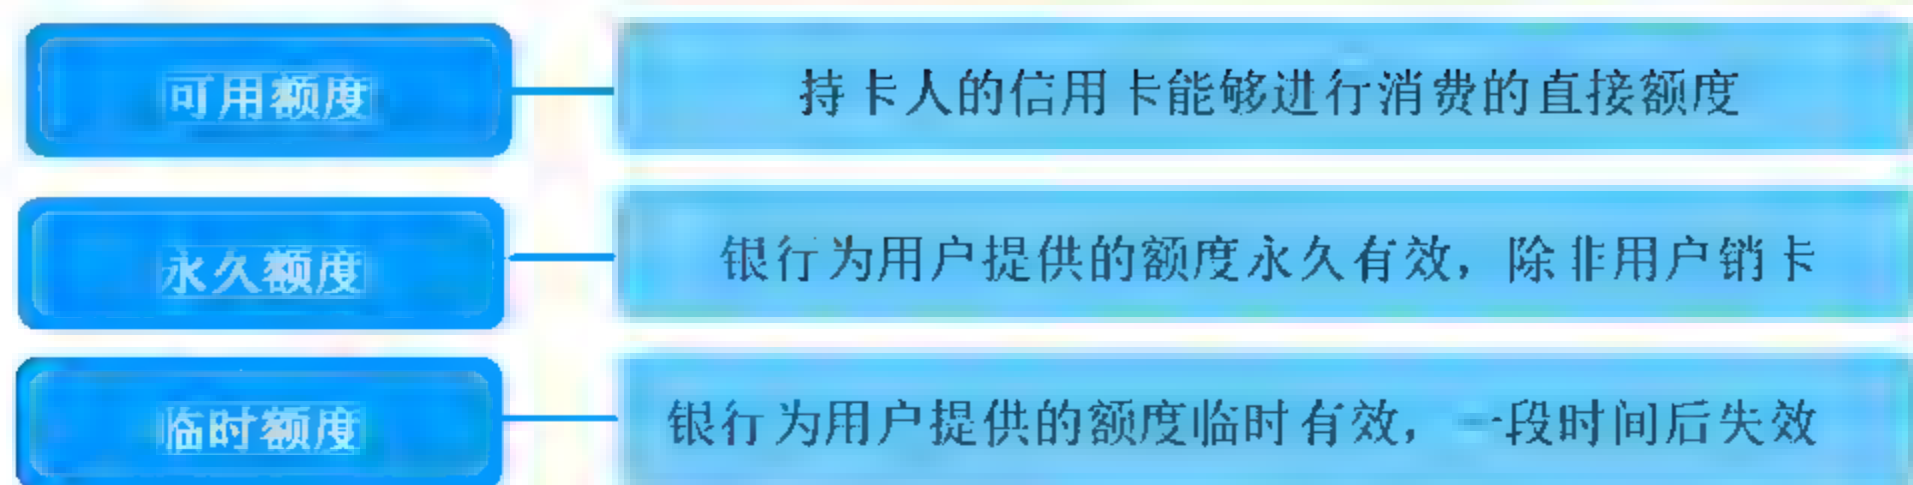 可用额度
持卡人的信用卡能够进行消费的直接额度
永久额度
银行为用户提供的额度永久有效，除非用户销卡
临时额度
银行为用户提供的额度临时有效，一段时间后失效